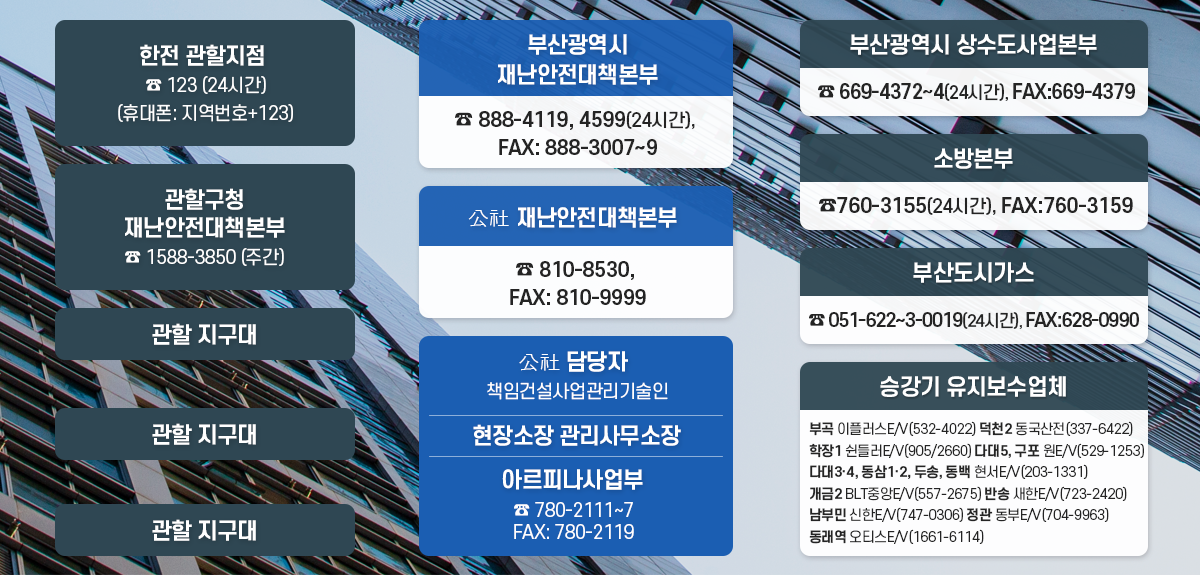 한전 관할지점
☎ 123 (24시간)
(휴대폰: 지역번호+123)
관할구청
재난안전대책본부
☎ 1588-3850 (주간)
관할 지구대
관할 지구대
관할 지구대
부산광역시
재난안전대책본부
☎ 888-4119, 4599(24시간),
FAX: 888-3007~9
公社 재난안전대책본부
☎ 810-8530,
FAX: 810-9999
公社 담당자
책임건설사업관리기술인
현장소장 관리사무소장
아르피나사업부
☎ 780-2111~7
FAX: 780-2119
부산광역시 상수도사업본부
☎ 669-4372~4(24시간), FAX:669-4379
소방본부
☎760-3155(24시간), FAX:760-3159
부산도시가스
☎ 051-622~3-0019(24시간), FAX:628-0990
승강기 유지보수업체
부곡 이플러스E/V(532-4022) 덕천2 동국산전(337-6422)
학장1 쉰들러E/V(905/2660) 다대5, 구포 원E/V(529-1253)
다대3·4, 동삼1·2, 두송, 동백 현서E/V(203-1331)
개금2 BLT중앙E/V(557-2675) 반송 새한E/V(723-2420)
남부민 신한E/V(747-0306) 정관 동부E/V(704-9963)
동래역 오티스E/V(1661-6114)